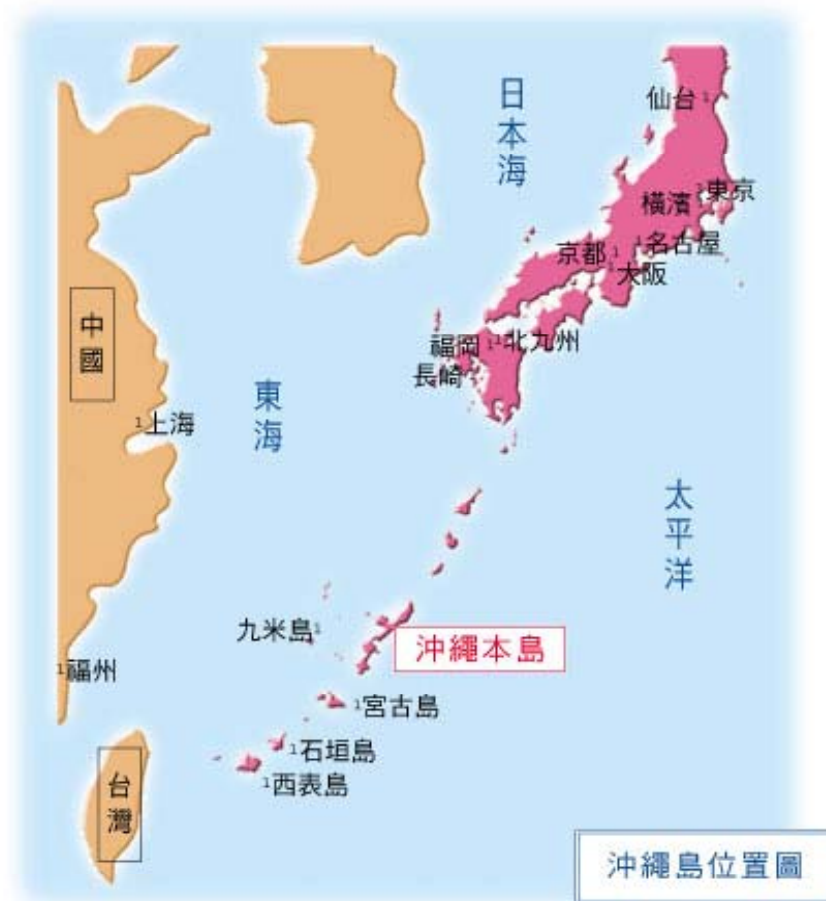 日本海
仙台
東京
橫濱
名古屋
京都
大阪
福岡
北九州
長崎
中國
上海
東海
太平洋
九米島
沖繩本島
福州
宮古島
石垣島
西表島
台灣
沖繩島位置圖